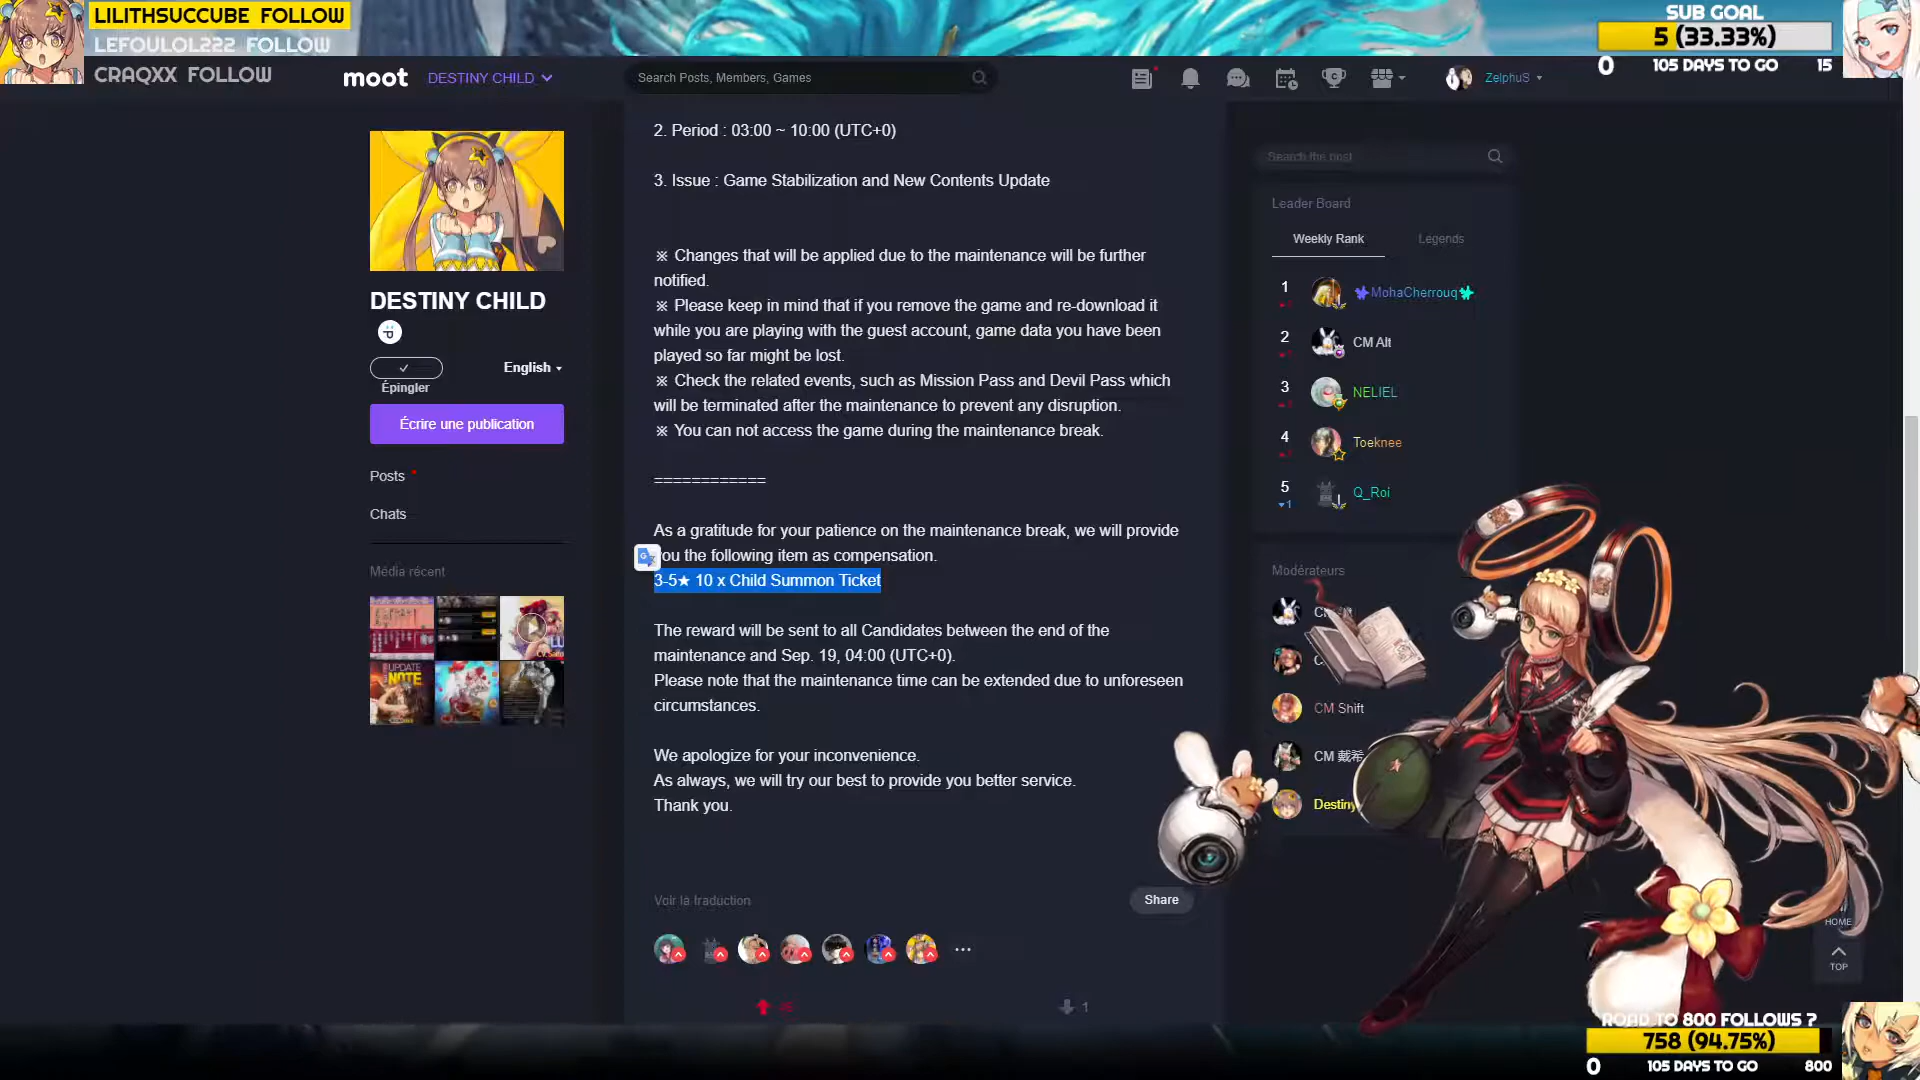 LILITHSUCCUBE FOLLOW
LEFOULOL222 FOLLOW
CRAQXX FOLLOW
SUB GOAL
5 (33.33%)
0
105 DAYS TO GO
15
moot
DESTINY CHILD
Search Posts, Members, Games
ZelphuS
DESTINY CHILD
Épingler
English
Écrire une publication
Posts
Chats
Média récent
UPDATE
NOTE
2. Period : 03:00 ~ 10:00 (UTC+0)
3. Issue : Game Stabilization and New Contents Update
※ Changes that will be applied due to the maintenance will be further
notified.
※ Please keep in mind that if you remove the game and re-download it
while you are playing with the guest account, game data you have been
played so far might be lost.
※ Check the related events, such as Mission Pass and Devil Pass which
will be terminated after the maintenance to prevent any disruption.
※ You can not access the game during the maintenance break.
============
As a gratitude for your patience on the maintenance break, we will provide
you the following item as compensation.
3-5★ 10 x Child Summon Ticket
The reward will be sent to all Candidates between the end of the
maintenance and Sep. 19, 04:00 (UTC+0).
Please note that the maintenance time can be extended due to unforeseen
circumstances.
We apologize for your inconvenience.
As always, we will try our best to provide you better service.
Thank you.
Voir la traduction
Share
1
Search the post
Leader Board
Weekly Rank
Legends
1
MohaCherrouq
2
CM Alt
3
NELIEL
4
Toeknee
5
1
Q_Roi
Modérateurs
CM Shift
CM 戴希
Destiny
HOME
TOP
ROAD TO 800 FOLLOWS ?
758 (94.75%)
0
105 DAYS TO GO
800